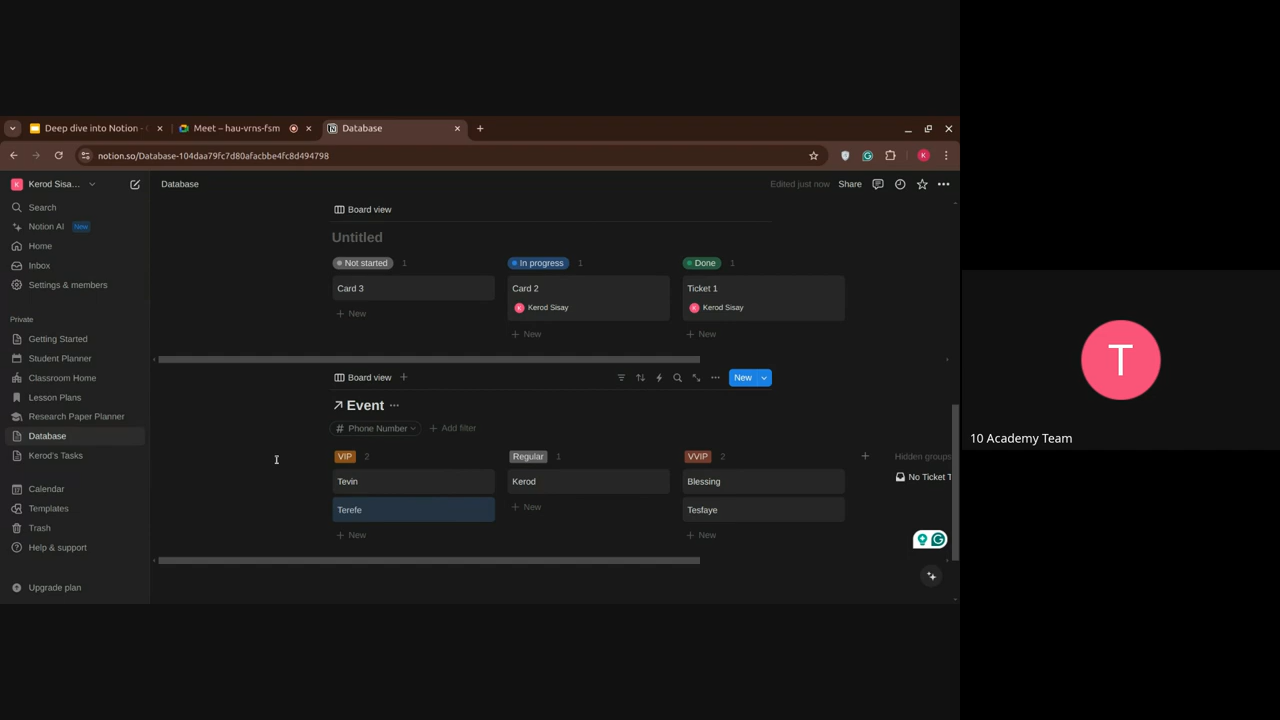 Deep dive into Notion -
Meet – hau-vrns-fsm
Database
notion.so/Database-104daa79fc7d80afacbbe4fc8d494798
K
K
Kerod Sisa...
Database
Edited just now
Share
Search
Notion AI New
Home
Inbox
Settings & members
Private
Getting Started
Student Planner
Classroom Home
Lesson Plans
Research Paper Planner
Database
Kerod's Tasks
Calendar
Templates
Trash
Help & support
Upgrade plan
Board view
Untitled
Not started 1
In progress 1
Done 1
Card 3
Card 2
Ticket 1
K Kerod Sisay
K Kerod Sisay
+ New
+ New
+ New
Board view
New
Event
# Phone Number
+ Add filter
VIP 2
Regular 1
VVIP 2
Hidden groups
Tevin
Kerod
Blessing
No Ticket T
Terefe
+ New
Tesfaye
+ New
+ New
T
10 Academy Team